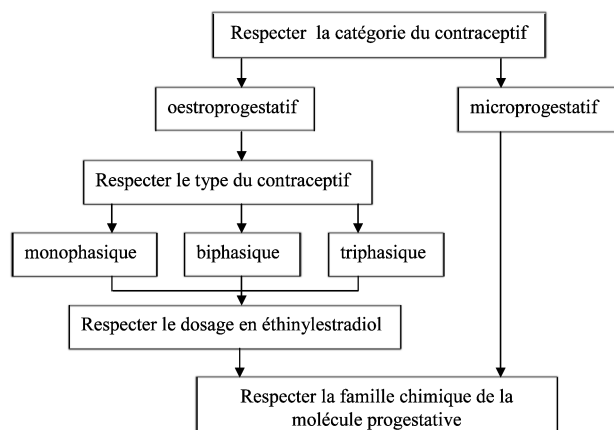 Respecter la catégorie du contraceptif
oestroprogestatif
microprogestatif
Respecter le type du contraceptif
monophasique
biphasique
triphasique
Respecter le dosage en éthinylestradiol
Respecter la famille chimique de la
molécule progestative